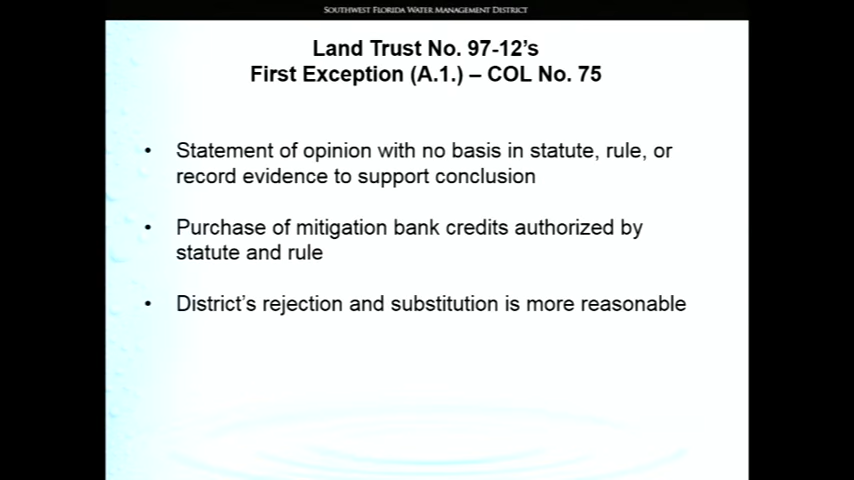 SOUTHWEST FLORIDA WATER MANAGEMENT DISTRICT
Land Trust No. 97-12's
First Exception (A.1.) – COL No. 75
• Statement of opinion with no basis in statute, rule, or
record evidence to support conclusion
• Purchase of mitigation bank credits authorized by
statute and rule
• District's rejection and substitution is more reasonable